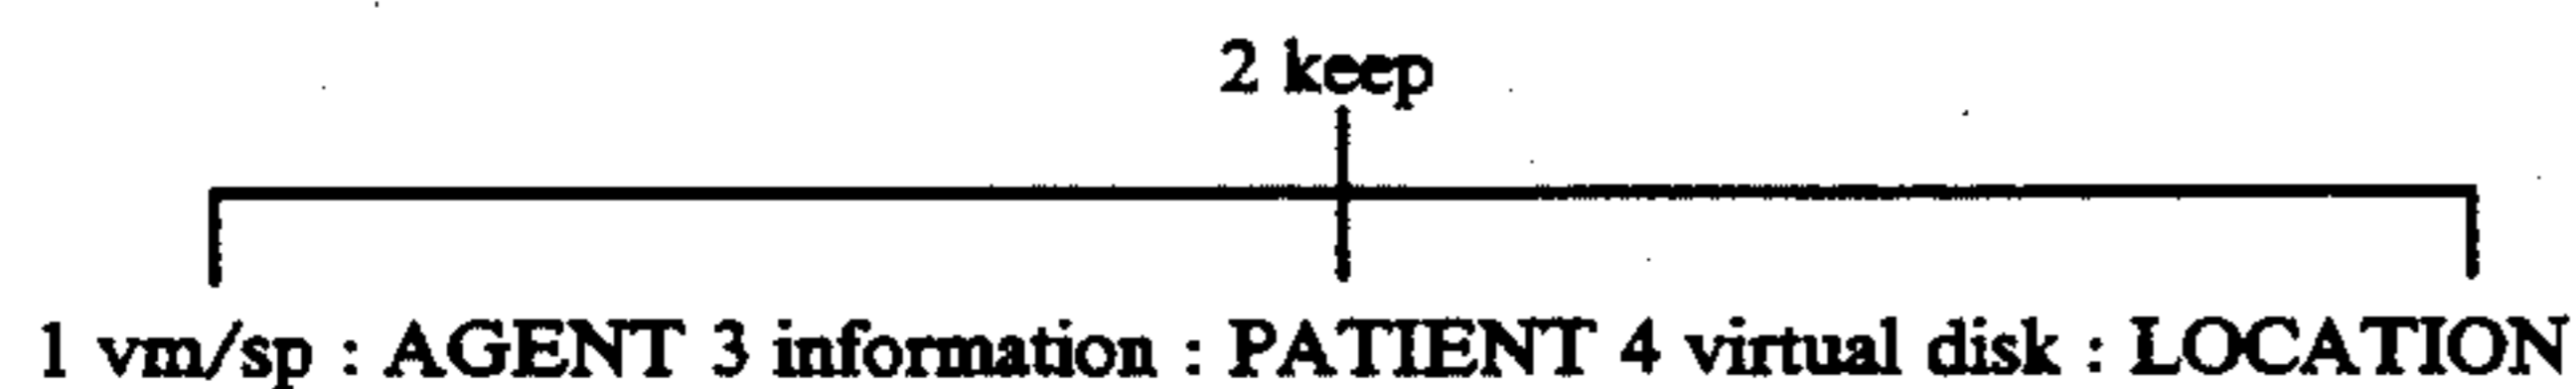 2 keep
1 vm/sp : AGENT 3 information : PATIENT 4 virtual disk : LOCATION